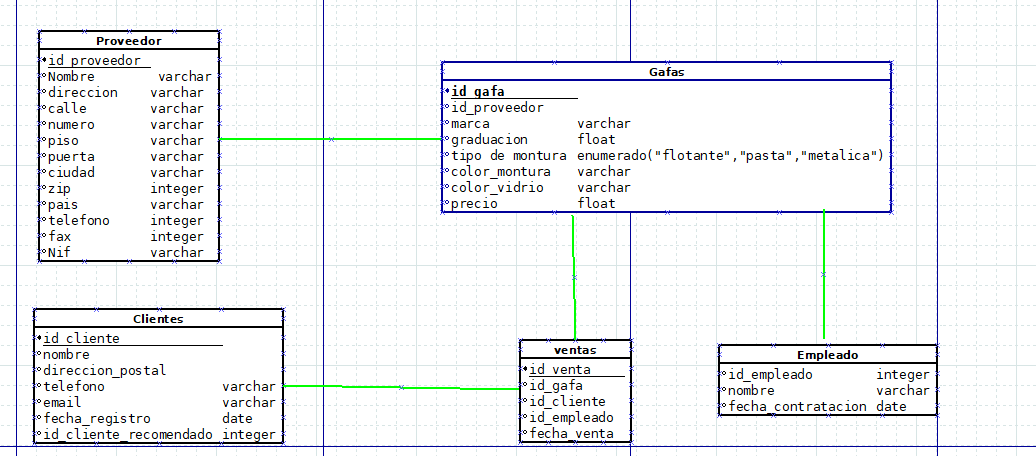 Proveedor
id_proveedor
Nombre varchar
direccion varchar
calle varchar
numero varchar
piso varchar
puerta varchar
ciudad varchar
zip integer
pais varchar
telefono integer
fax integer
Nif varchar
Gafas
id_gafa
id_proveedor
marca varchar
graduacion float
tipo de montura enumerado("flotante","pasta","metalica")
color_montura varchar
color_vidrio varchar
precio float
Clientes
id_cliente
nombre
direccion_postal
telefono varchar
email varchar
fecha_registro date
id_cliente_recomendado integer
ventas
id_venta
id_gafa
id_cliente
id_empleado
fecha_venta
Empleado
id_empleado integer
nombre varchar
fecha_contratacion date